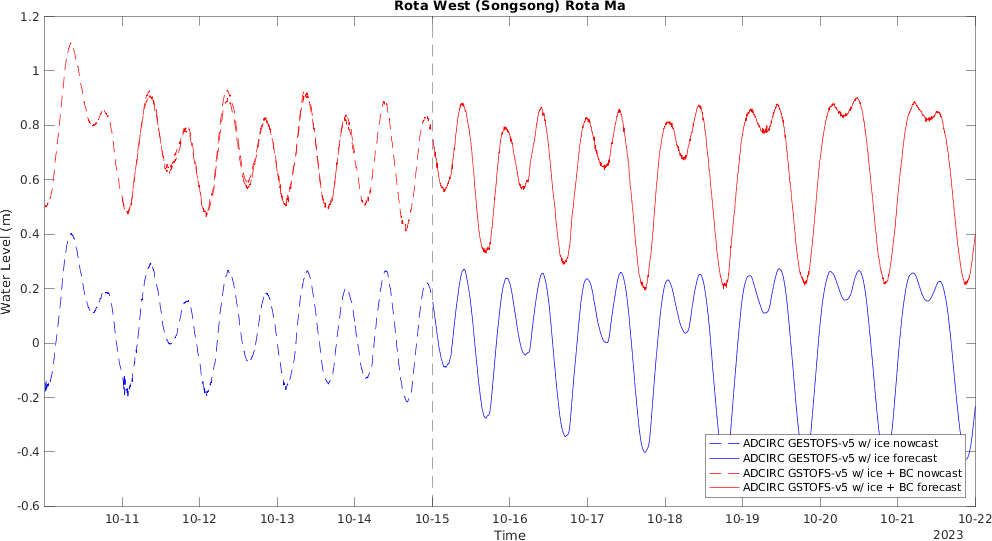 Rota West (Songsong) Rota Ma
Water Level (m)
1.2
1
0.8
0.6
0.4
0.2
0
-0.2
-0.4
-0.6
ADCIRC GESTOFS-v5 w/ ice nowcast
ADCIRC GESTOFS-v5 w/ ice forecast
ADCIRC GSTOFS-v5 w/ ice + BC nowcast
ADCIRC GSTOFS-v5 w/ ice + BC forecast
10-11 10-12 10-13 10-14 10-15 10-16 10-17 10-18 10-19 10-20 10-21 10-22
Time
2023